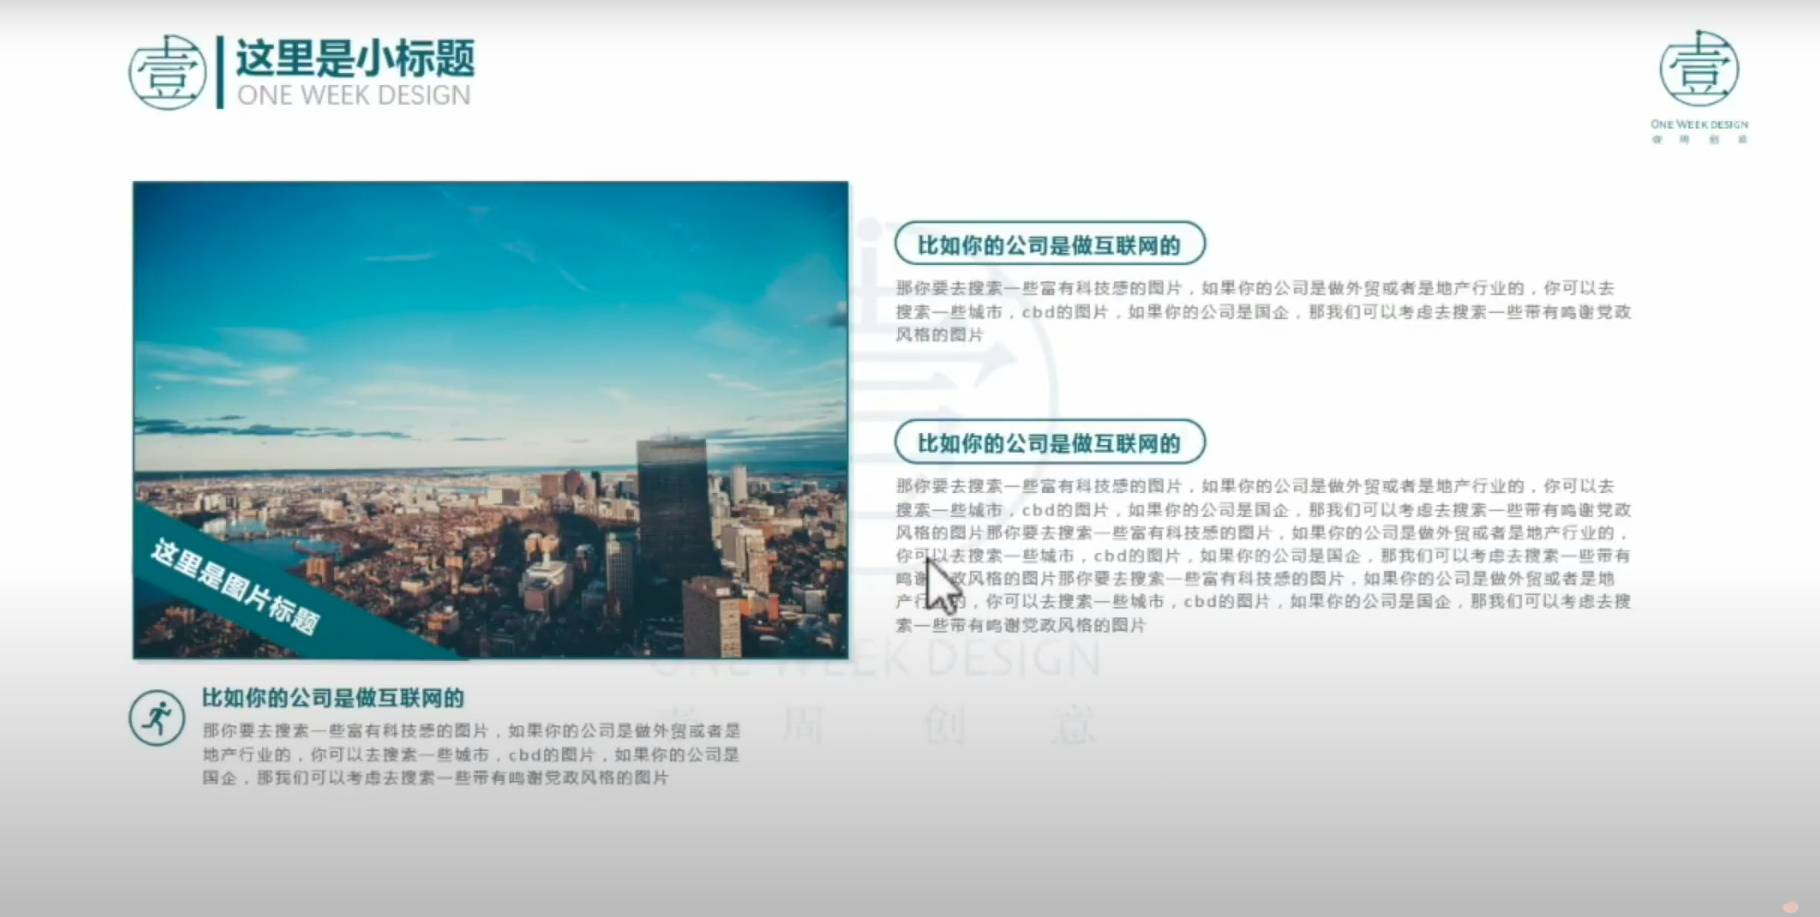 壹
这里是小标题
ONE WEEK DESIGN
壹
ONE WEEK DESIGN
壹 周 创 意
比如你的公司是做互联网的
那你要去搜索一些富有科技感的图片，如果你的公司是做外贸或者是地产行业的，你可以去
搜索一些城市，cbd的图片，如果你的公司是国企，那我们可以考虑去搜索一些带有鸣谢党政
风格的图片
比如你的公司是做互联网的
那你要去搜索一些富有科技感的图片，如果你的公司是做外贸或者是地产行业的，你可以去
搜索一些城市，cbd的图片，如果你的公司是国企，那我们可以考虑去搜索一些带有鸣谢党政
风格的图片那你要去搜索一些富有科技感的图片，如果你的公司是做外贸或者是地产行业的，
你可以去搜索一些城市，cbd的图片，如果你的公司是国企，那我们可以考虑去搜索一些带有
鸣谢政风格的图片那你要去搜索一些富有科技感的图片，如果你的公司是做外贸或者是地
产行的，你可以去搜索一些城市，cbd的图片，如果你的公司是国企，那我们可以考虑去搜
索一些带有鸣谢党政风格的图片
这里是图片标题
ONE WEEK DESIGN
壹 周 创 意
比如你的公司是做互联网的
那你要去搜索一些富有科技感的图片，如果你的公司是做外贸或者是
地产行业的，你可以去搜索一些城市，cbd的图片，如果你的公司是
国企，那我们可以考虑去搜索一些带有鸣谢党政风格的图片